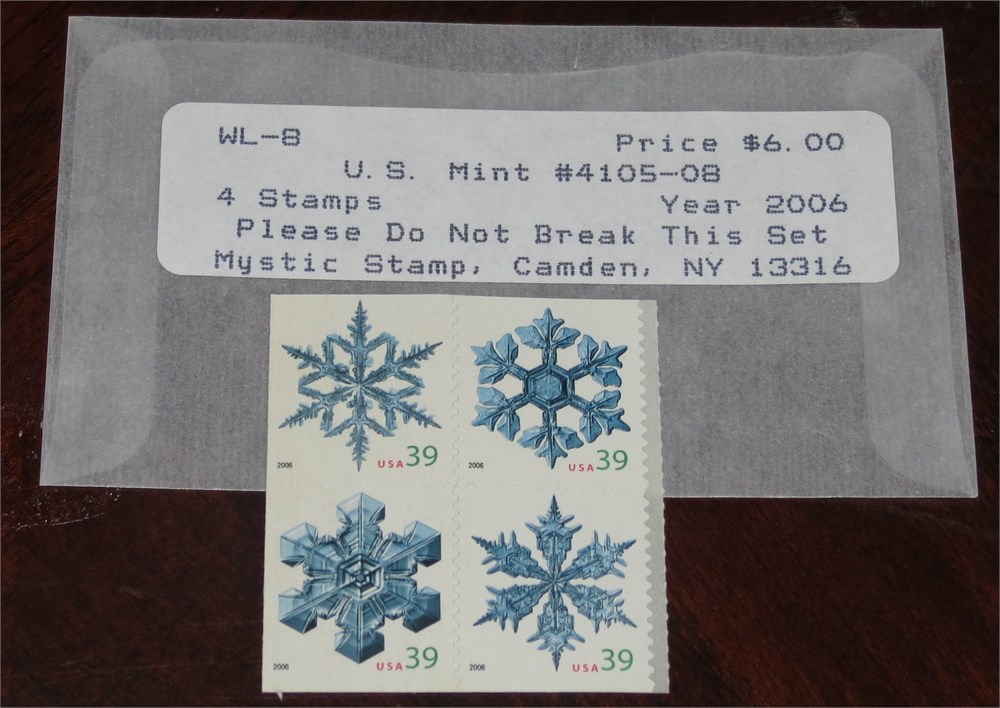 WL-8 Price $6.00
U.S. Mint #4105-08
4 Stamps Year 2006
Please Do Not Break This Set
Mystic Stamp, Camden, NY 13316
2006 USA 39 2006 USA 39
2006 USA 39 2006 USA 39